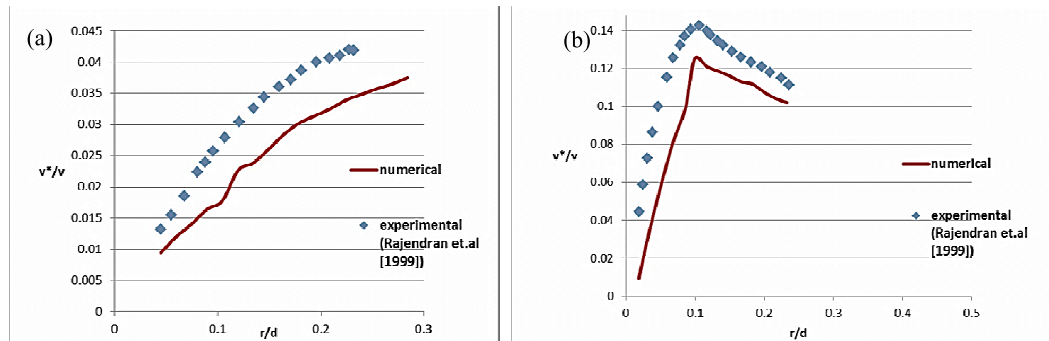 (a)
0.045
0.04
0.035
0.03
0.025
0.02
0.015
0.01
0.005
0
v*/v
0
0.1
0.2
0.3
r/d
numerical
experimental
(Rajendran et.al
[1999])
(b)
0.14
0.12
0.1
0.08
0.06
0.04
0.02
0
v*/v
0
0.1
0.2
0.3
0.4
0.5
r/d
numerical
experimental
(Rajendran et.al
[1999])